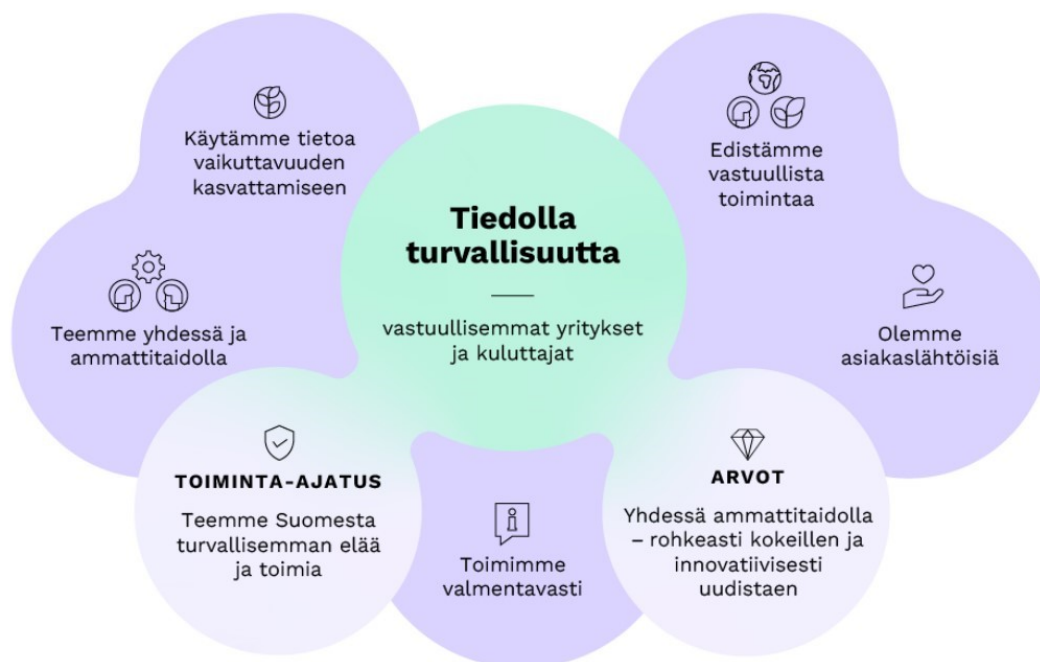 Käytämme tietoa
vaikuttavuuden
kasvattamiseen
Edistämme
vastuullista
toimintaa
Tiedolla
turvallisuutta
vastuullisemmat yritykset
ja kuluttajat
Teemme yhdessä ja
ammattitaidolla
Olemme
asiakaslähtöisiä
TOIMINTA-AJATUS
Teemme Suomesta
turvallisemman elää
ja toimia
Toimimme
valmentavasti
ARVOT
Yhdessä ammattitaidolla
– rohkeasti kokeillen ja
innovatiivisesti
uudistaen